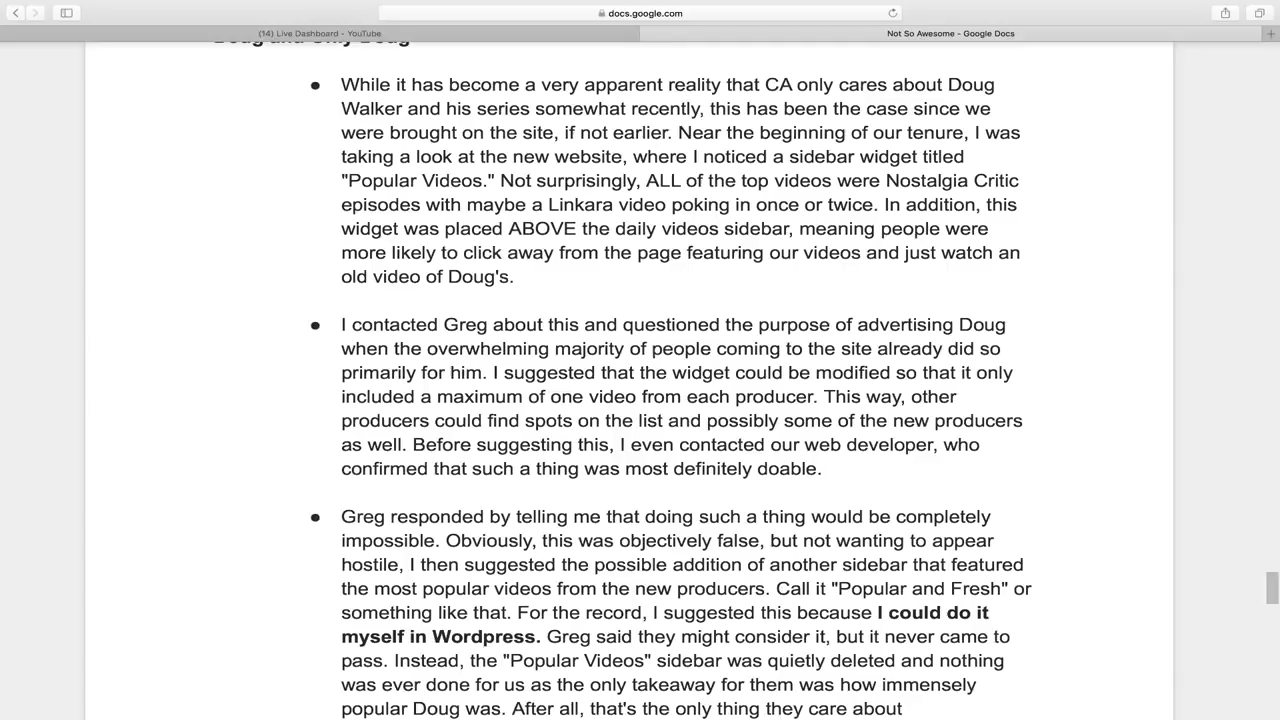 docs.google.com
(14) Live Dashboard - YouTube
Not So Awesome - Google Docs
Doug and Only Doug
While it has become a very apparent reality that CA only cares about Doug
Walker and his series somewhat recently, this has been the case since we
were brought on the site, if not earlier. Near the beginning of our tenure, I was
taking a look at the new website, where I noticed a sidebar widget titled
"Popular Videos." Not surprisingly, ALL of the top videos were Nostalgia Critic
episodes with maybe a Linkara video poking in once or twice. In addition, this
widget was placed ABOVE the daily videos sidebar, meaning people were
more likely to click away from the page featuring our videos and just watch an
old video of Doug's.
I contacted Greg about this and questioned the purpose of advertising Doug
when the overwhelming majority of people coming to the site already did so
primarily for him. I suggested that the widget could be modified so that it only
included a maximum of one video from each producer. This way, other
producers could find spots on the list and possibly some of the new producers
as well. Before suggesting this, I even contacted our web developer, who
confirmed that such a thing was most definitely doable.
Greg responded by telling me that doing such a thing would be completely
impossible. Obviously, this was objectively false, but not wanting to appear
hostile, I then suggested the possible addition of another sidebar that featured
the most popular videos from the new producers. Call it "Popular and Fresh" or
something like that. For the record, I suggested this because I could do it
myself in Wordpress. Greg said they might consider it, but it never came to
pass. Instead, the "Popular Videos" sidebar was quietly deleted and nothing
was ever done for us as the only takeaway for them was how immensely
popular Doug was. After all, that's the only thing they care about